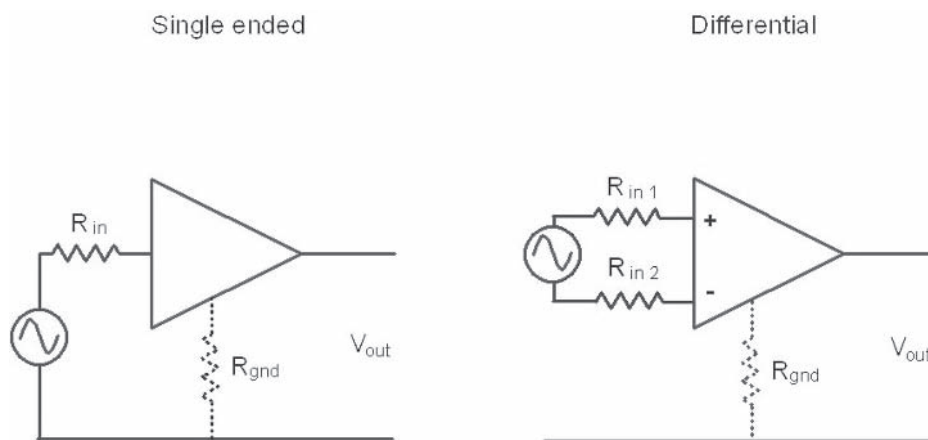 Single ended
R in
R gnd
V out
Differential
R in 1
+
R in 2
-
R gnd
V out